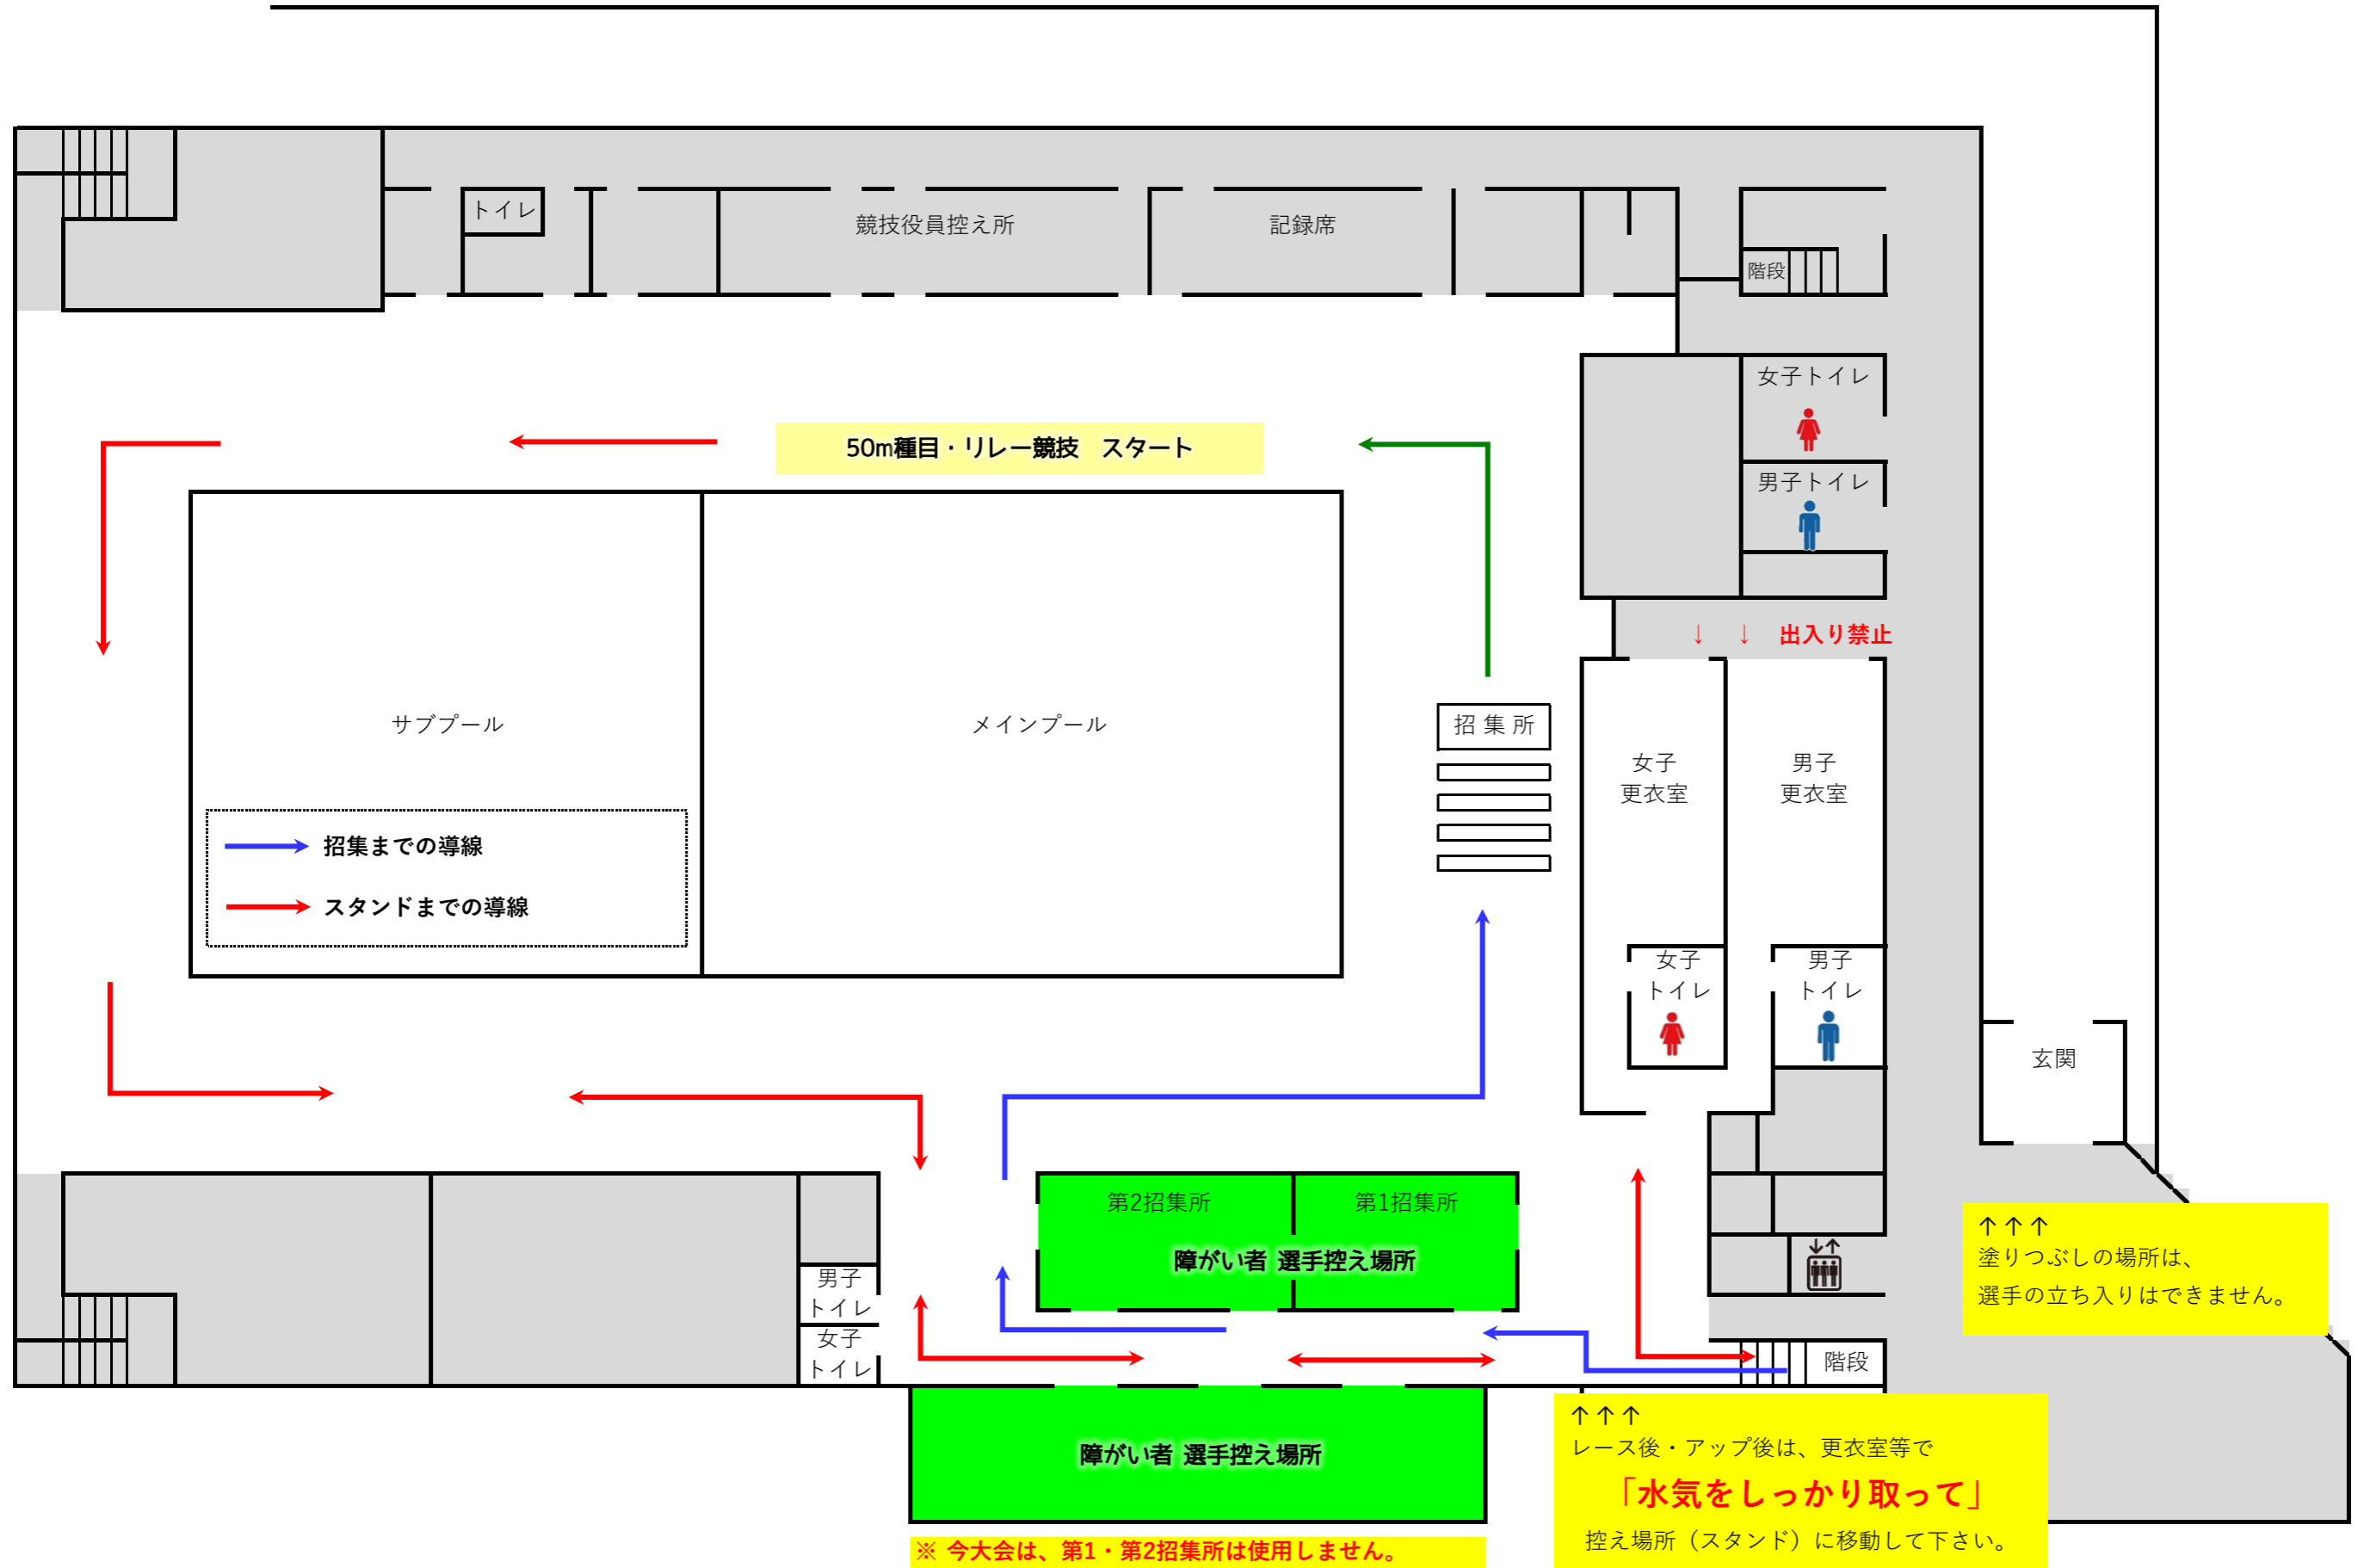 トイレ
競技役員控え所
記録席
階段
女子トイレ
50m種目・リレー競技　スタート
男子トイレ
↓　↓　出入り禁止
サブプール
メインプール
招 集 所
女子
更衣室
男子
更衣室
招集までの導線
スタンドまでの導線
女子
トイレ
男子
トイレ
玄関
第2招集所
第1招集所
障がい者 選手控え場所
男子
トイレ
女子
トイレ
↑ ↑ ↑
塗りつぶしの場所は、
選手の立ち入りはできません。
階段
障がい者 選手控え場所
↑ ↑ ↑
レース後・アップ後は、更衣室等で
「水気をしっかり取って」
控え場所（スタンド）に移動して下さい。
※ 今大会は、第1・第2招集所は使用しません。